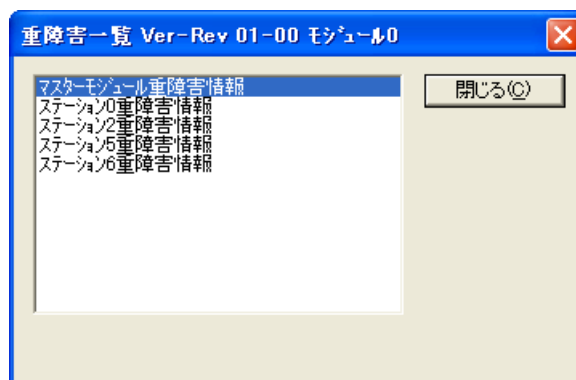 重障害一覧 Ver-Rev 01-00 ﾓｼﾞｭｰﾙ0
ﾏｽﾀｰﾓｼﾞｭｰﾙ重障害情報
閉じる(C)
ｽﾃｰｼｮﾝ0重障害情報
ｽﾃｰｼｮﾝ2重障害情報
ｽﾃｰｼｮﾝ5重障害情報
ｽﾃｰｼｮﾝ6重障害情報